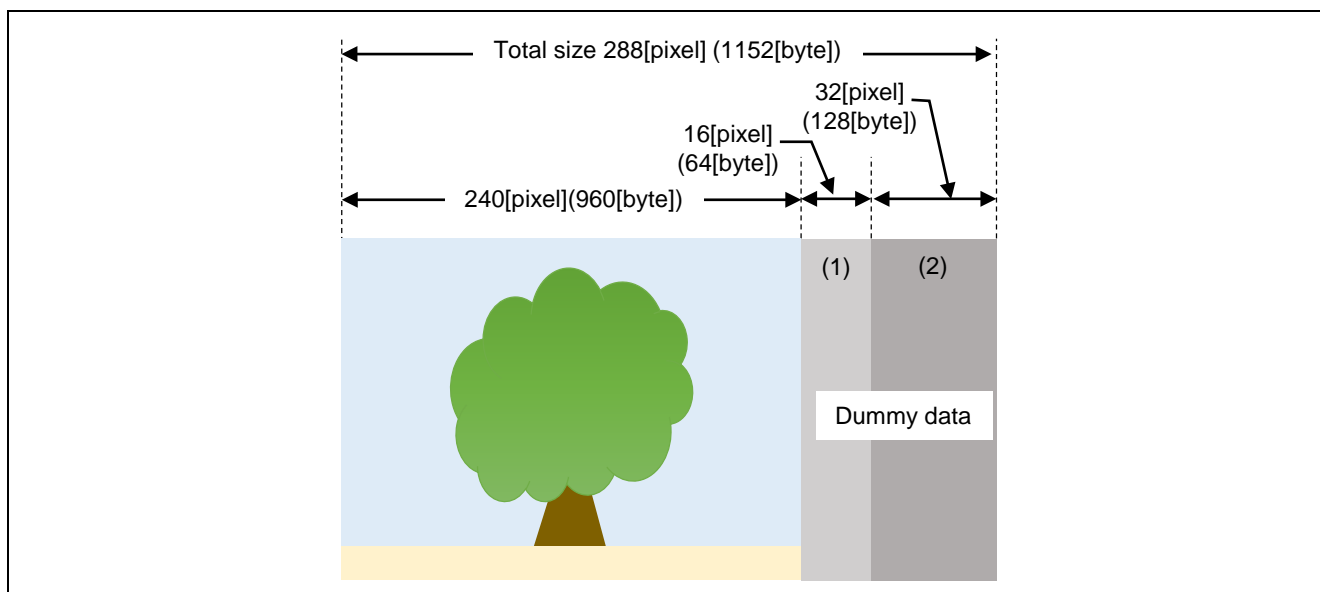 Total size 288[pixel] (1152[byte])
32[pixel]
(128[byte])
16[pixel]
(64[byte])
240[pixel](960[byte])
(1)
(2)
Dummy data